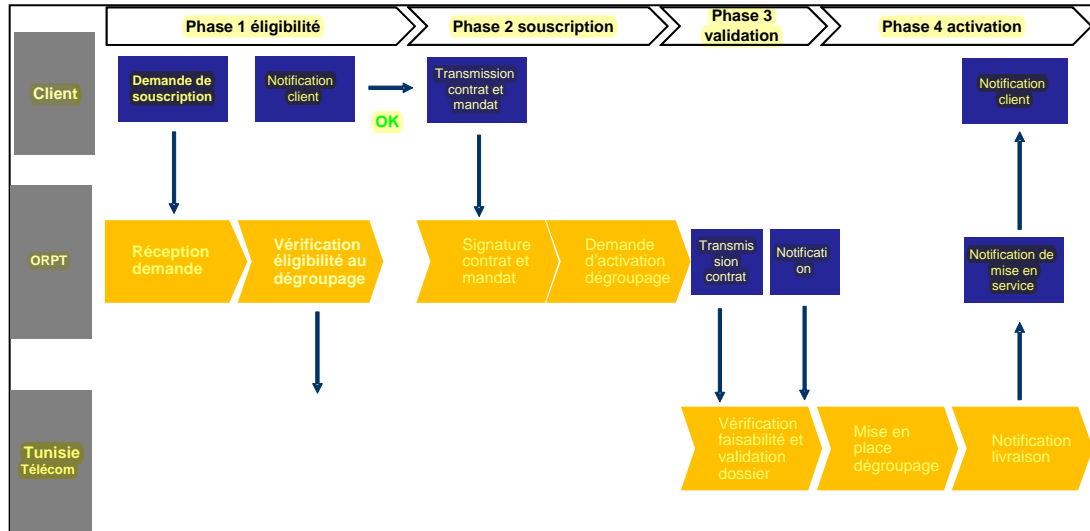 Phase 1 éligibilité
Phase 2 souscription
Phase 3
validation
Phase 4 activation
Client
Demande de
souscription
Notification
client
OK
Transmission
contrat et
mandat
Notification
client
ORPT
Réception
demande
Vérification
éligibilité au
dégroupage
Signature
contrat et
mandat
Demande
d'activation
dégroupage
Transmis
sion
contrat
Notificati
on
Notification de
mise en
service
Tunisie
Télécom
Vérification
faisabilité et
validation
dossier
Mise en
place
dégroupage
Notification
livraison